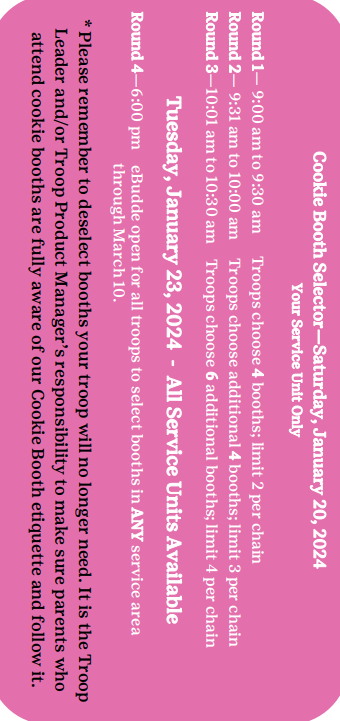 Cookie Booth Selector—Saturday, January 20, 2024
Your Service Unit Only
Round 1— 9:00 am to 9:30 am Troops choose 4 booths; limit 2 per chain
Round 2— 9:31 am to 10:00 am Troops choose additional 4 booths; limit 3 per chain
Round 3—10:01 am to 10:30 am Troops choose 6 additional booths; limit 4 per chain
Tuesday, January 23, 2024 - All Service Units Available
Round 4—6:00 pm eBudde open for all troops to select booths in ANY service area
through March 10.
* Please remember to deselect booths your troop will no longer need. It is the Troop
Leader and/or Troop Product Manager's responsibility to make sure parents who
attend cookie booths are fully aware of our Cookie Booth etiquette and follow it.